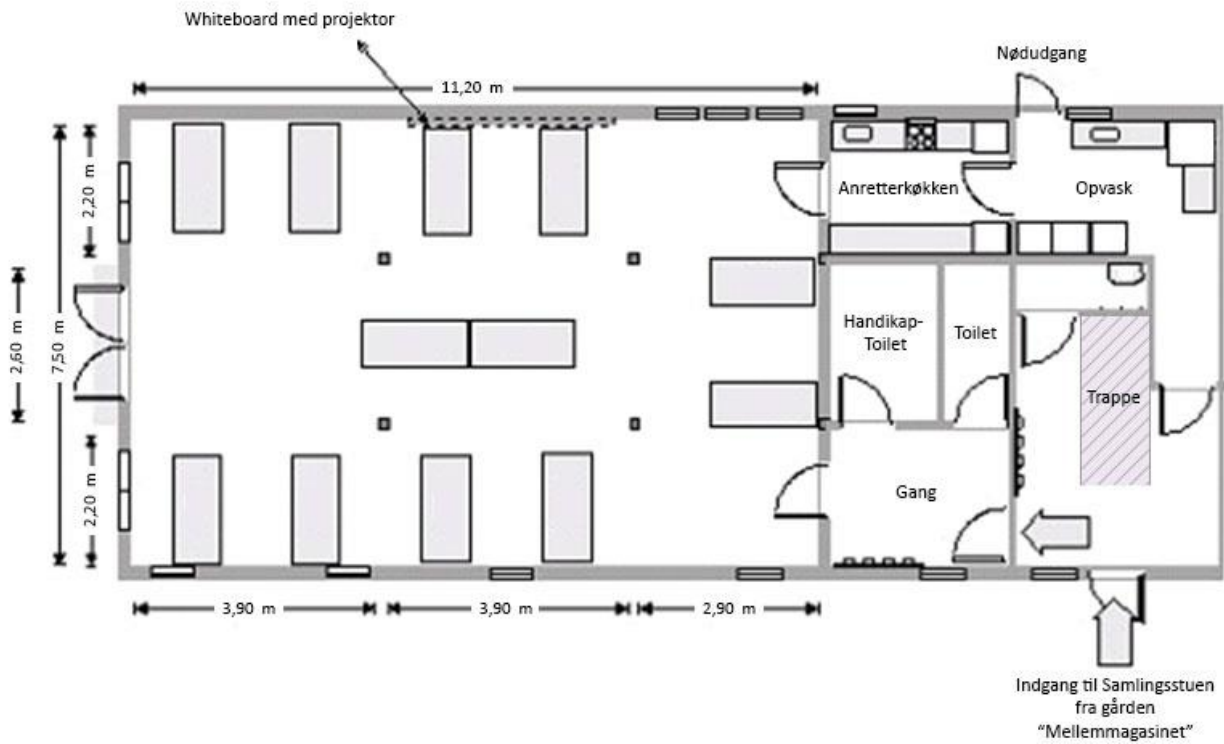 Whiteboard med projektor
Nødudgang
11,20 m
2,20 m
Anretterkøkken
Opvask
2,60 m
7,50 m
Handikap-
Toilet
Toilet
Trappe
2,20 m
Gang
3,90 m
3,90 m
2,90 m
Indgang til Samlingsstuen
fra gården
“Mellemmagasinet”